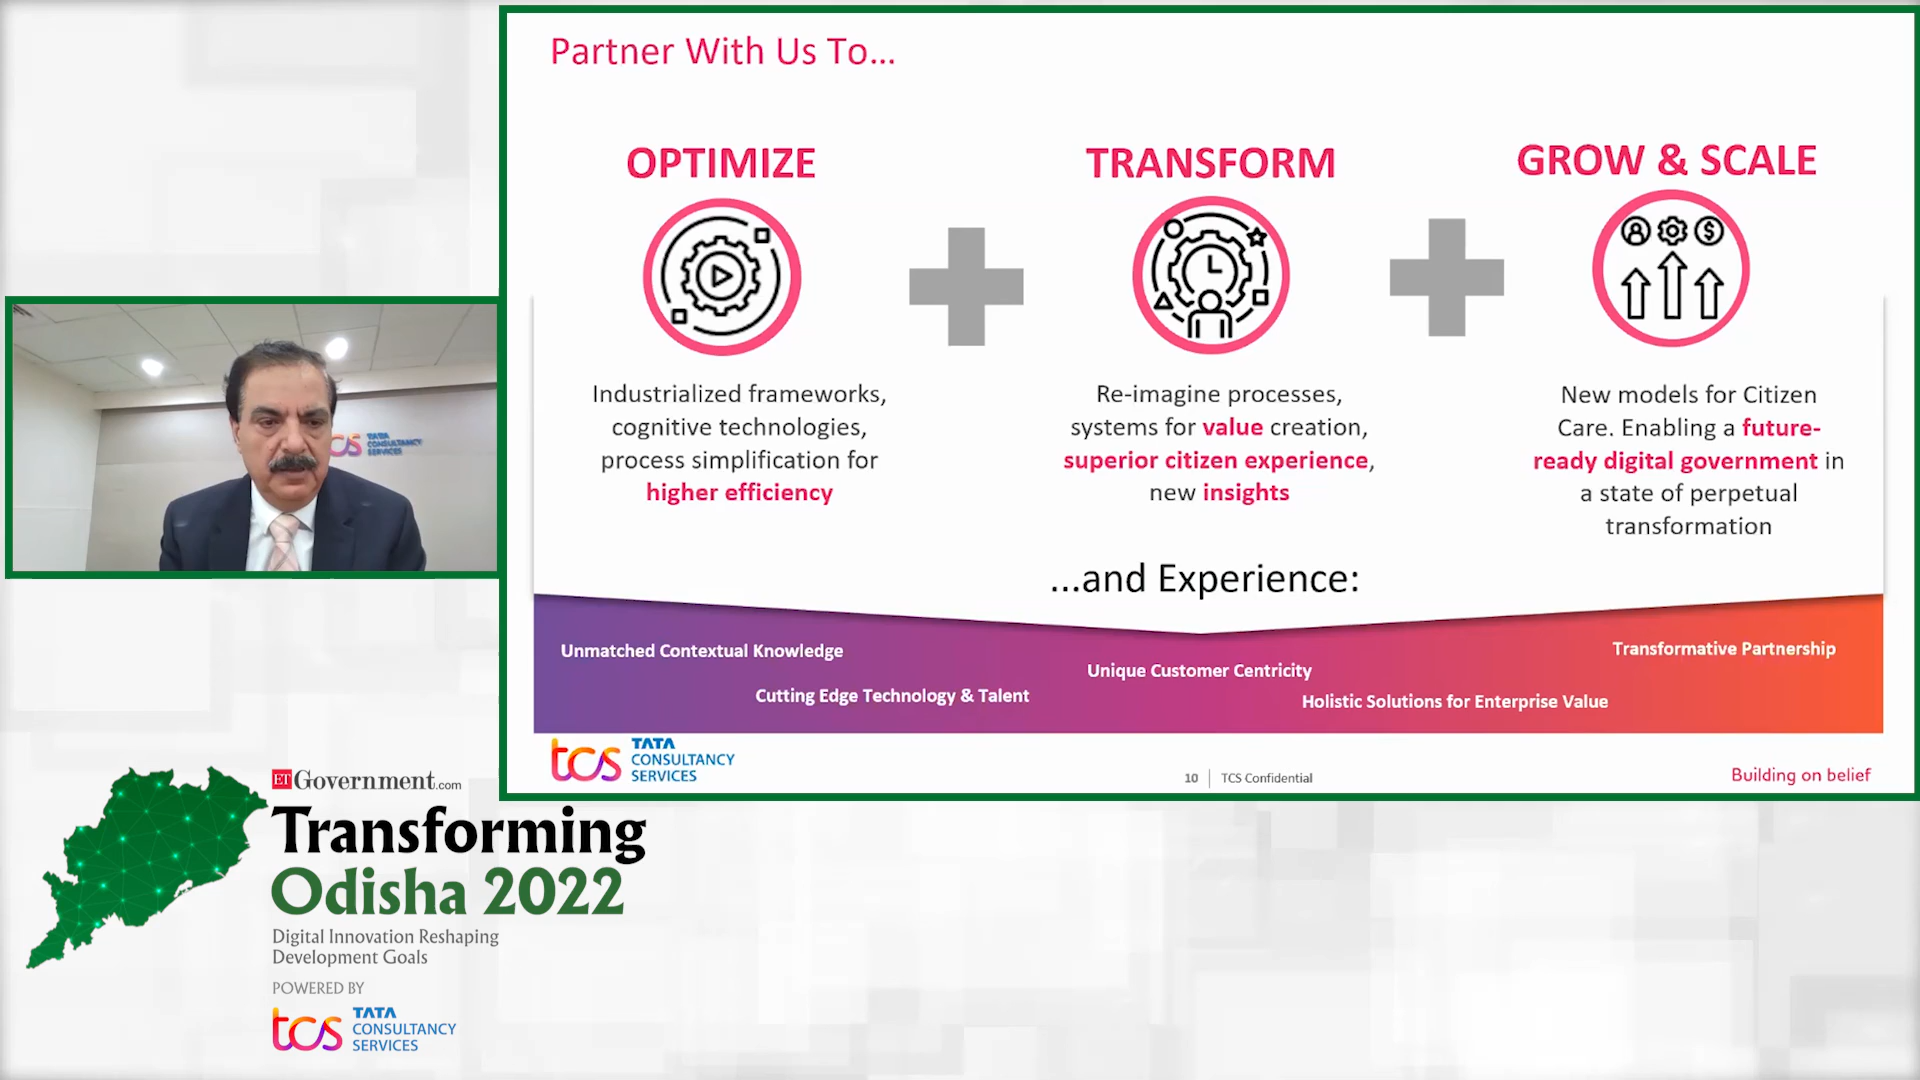 Partner With Us To...
OPTIMIZE
Industrialized frameworks,
cognitive technologies,
process simplification for
higher efficiency
TRANSFORM
Re-imagine processes,
systems for value creation,
superior citizen experience,
new insights
GROW & SCALE
$
New models for Citizen
Care. Enabling a future-
ready digital government in
a state of perpetual
transformation
...and Experience:
Unmatched Contextual Knowledge
Cutting Edge Technology & Talent
Unique Customer Centricity
Holistic Solutions for Enterprise Value
Transformative Partnership
tcs TATA
CONSULTANCY
SERVICES
10 | TCS Confidential
Building on belief
TATA
CONSULTANCY
SERVICES
ETGovernment.com
Transforming
Odisha 2022
Digital Innovation Reshaping
Development Goals
POWERED BY
tcs TATA
CONSULTANCY
SERVICES